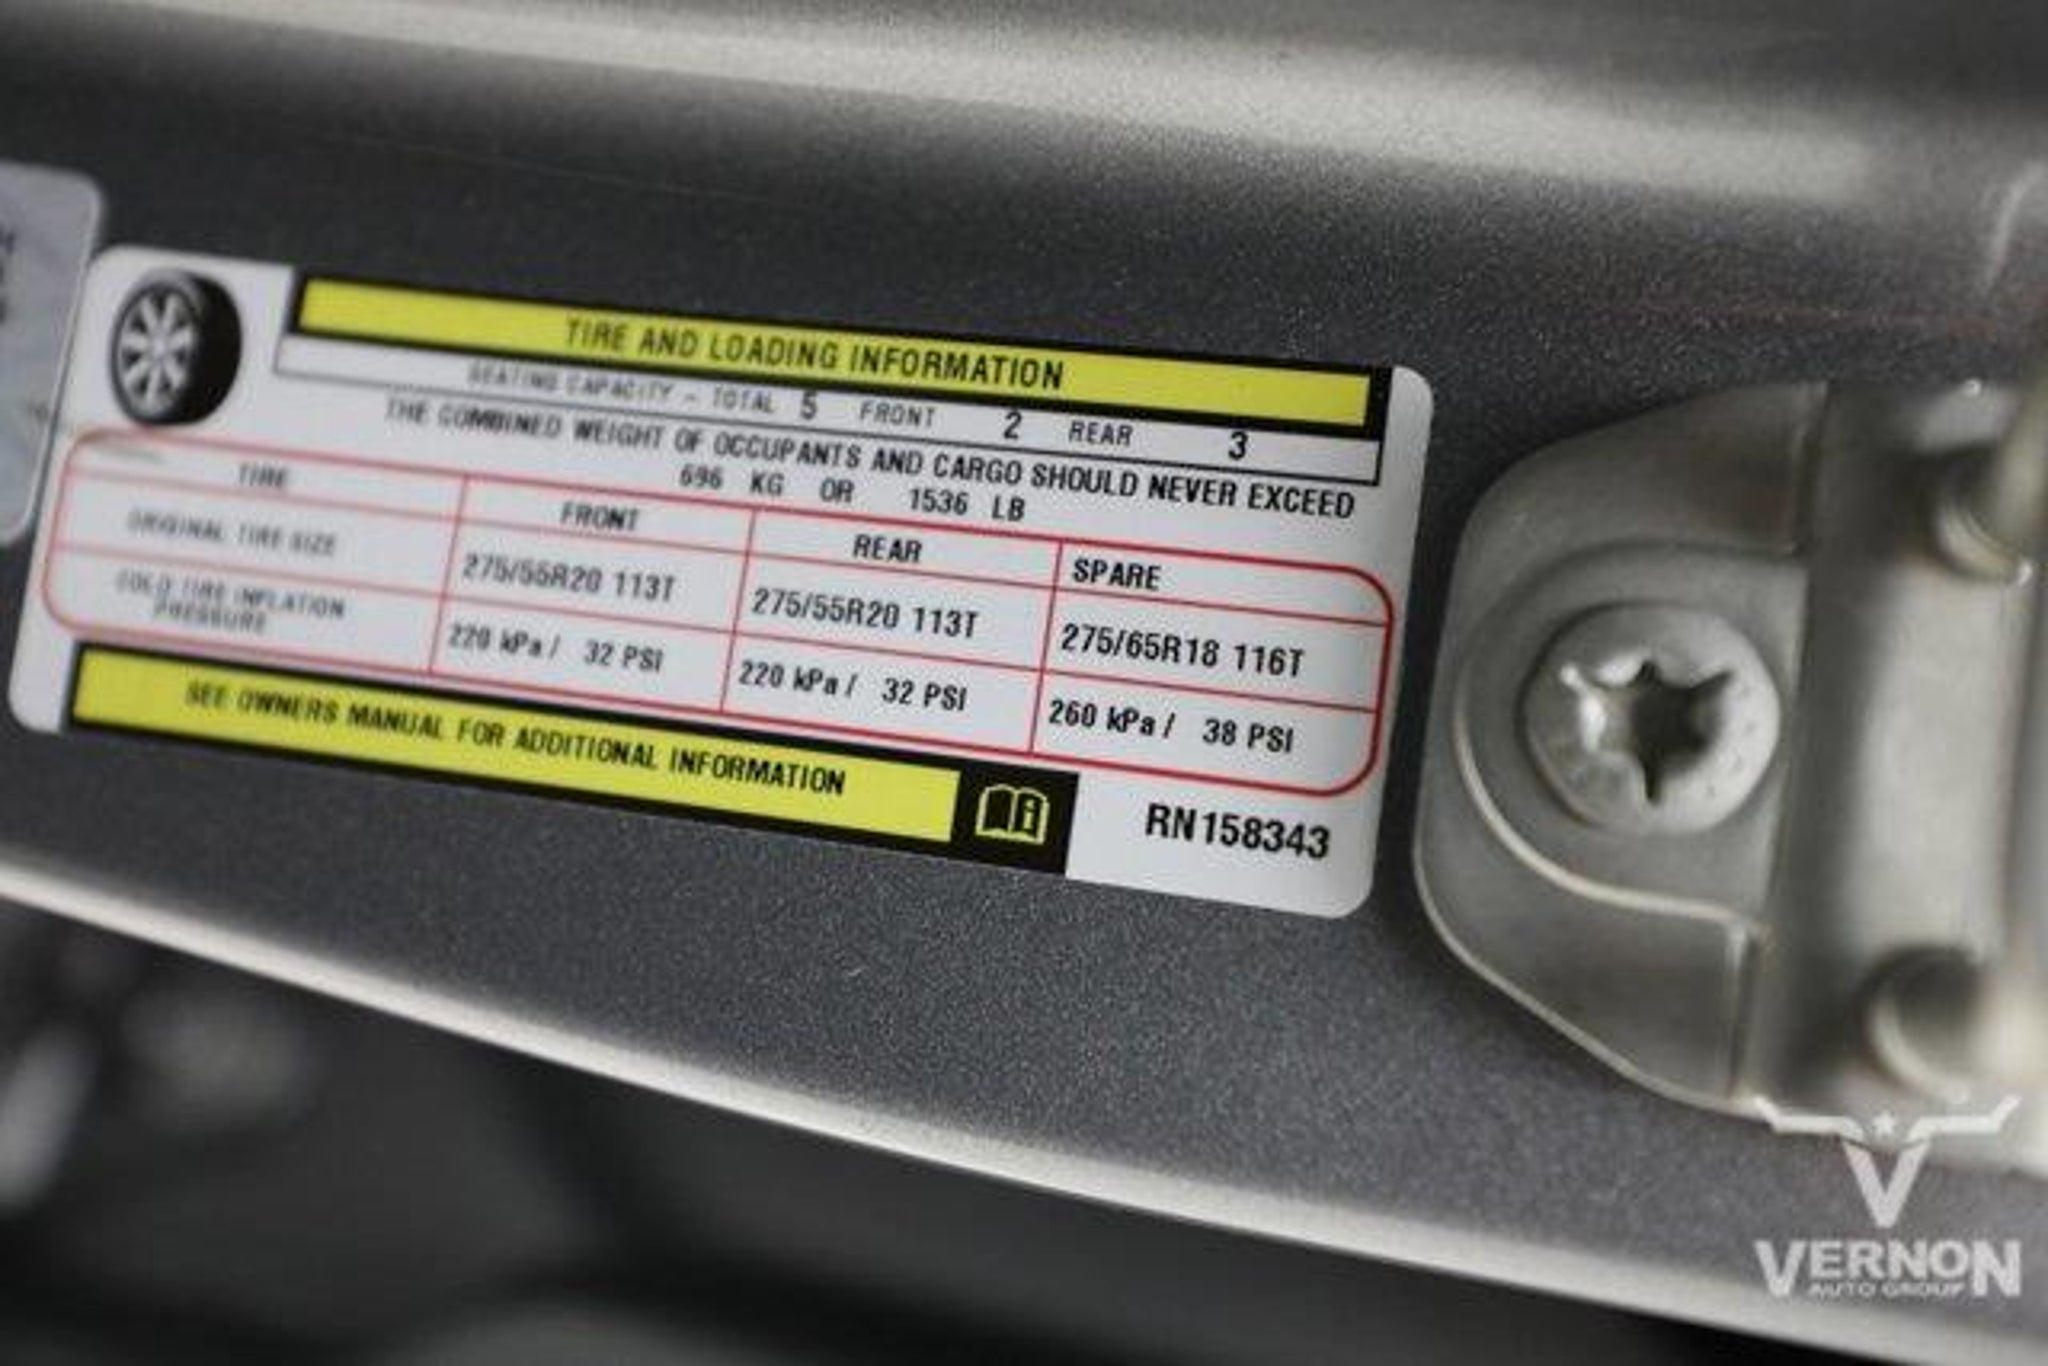 TIRE AND LOADING INFORMATION
SEATING CAPACITY - TOTAL 5 FRONT 2 REAR 3
THE COMBINED WEIGHT OF OCCUPANTS AND CARGO SHOULD NEVER EXCEED
696 KG OR 1536 LB
TIRE FRONT REAR SPARE
ORIGINAL TIRE SIZE 275/55R20 113T 275/55R20 113T 275/65R18 116T
COLD TIRE INFLATION
PRESSURE 220 kPa / 32 PSI 220 kPa / 32 PSI 260 kPa / 38 PSI
SEE OWNERS MANUAL FOR ADDITIONAL INFORMATION
RN158343
VERNON
AUTO GROUP